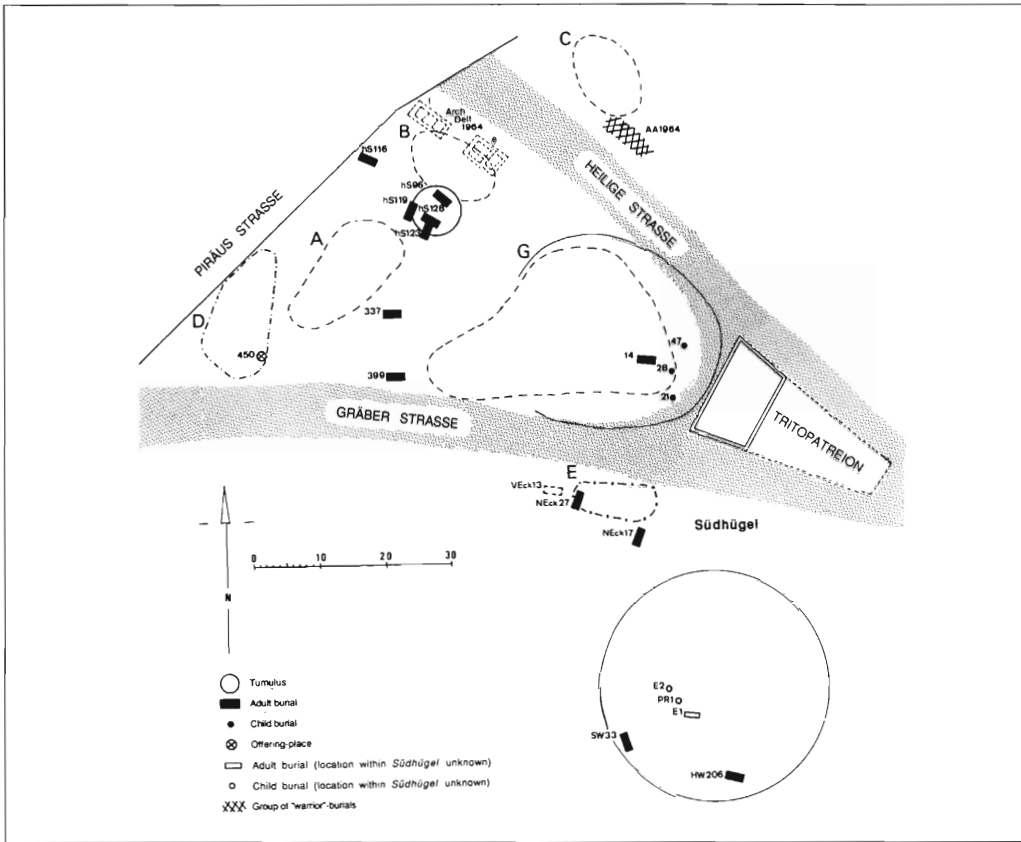 C
Arch
Delt
1964
AA1964
B
hS116
HEILIGE STRASSE
hS96
hS119
hS126
hS123
PIRÄUS STRASSE
A
G
D
337
47
14
28
450
399
21
GRÄBER STRASSE
TRITOPATREION
E
VEck13
NEck27
Südhügel
NEck17
0 10 20 30
N
Tumulus
Adult burial
Child burial
Offering-place
Adult burial (location within Südhügel unknown)
Child burial (location within Südhügel unknown)
Group of "warrior"-burials
E2
PR1
E1
SW33
HW206